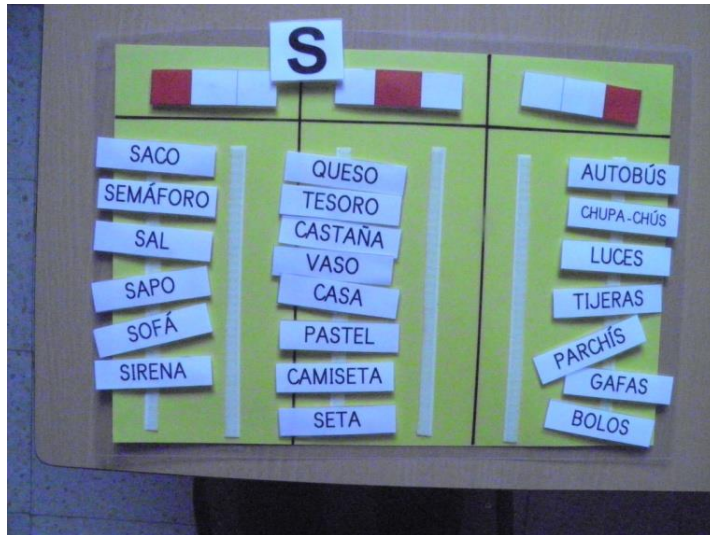 S
SACO
SEMÁFORO
SAL
SAPO
SOFÁ
SIRENA
QUESO
TESORO
CASTAÑA
VASO
CASA
PASTEL
CAMISETA
SETA
AUTOBÚS
CHUPA-CHÚS
LUCES
TIJERAS
PARCHÍS
GAFAS
BOLOS